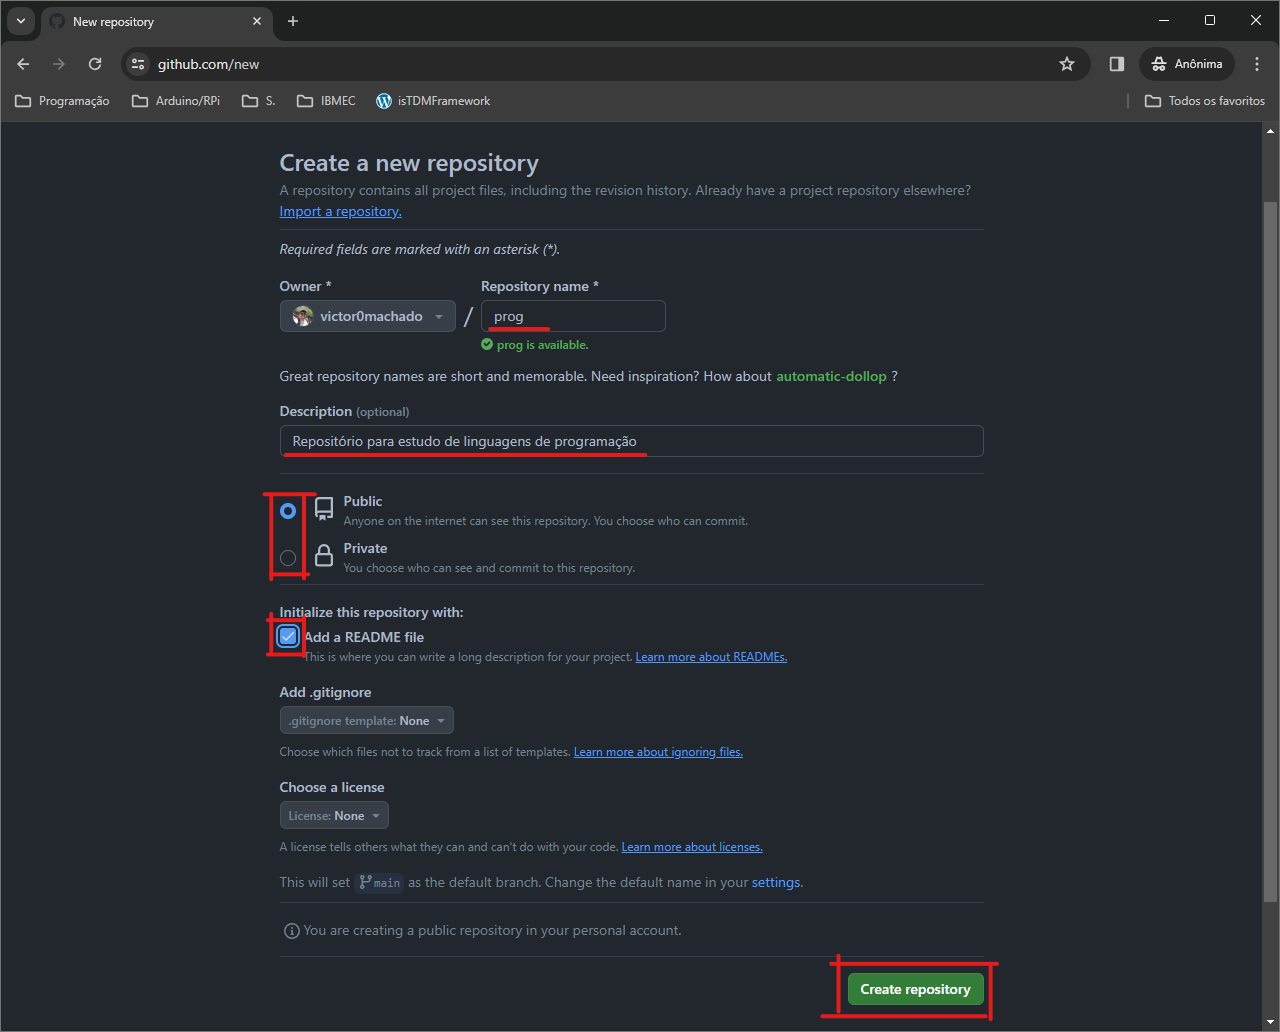 New repository
github.com/new
Anônima
Programação
Arduino/RPi
S.
IBMEC
isTDMFramework
Todos os favoritos
Create a new repository
A repository contains all project files, including the revision history. Already have a project repository elsewhere?
Import a repository.
Required fields are marked with an asterisk (*).
Owner *
Repository name *
victor0machado
/
prog
prog is available.
Great repository names are short and memorable. Need inspiration? How about automatic-dollop ?
Description (optional)
Repositório para estudo de linguagens de programação
Public
Anyone on the internet can see this repository. You choose who can commit.
Private
You choose who can see and commit to this repository.
Initialize this repository with:
Add a README file
This is where you can write a long description for your project. Learn more about READMEs.
Add .gitignore
.gitignore template: None
Choose which files not to track from a list of templates. Learn more about ignoring files.
Choose a license
License: None
A license tells others what they can and can't do with your code. Learn more about licenses.
This will set main as the default branch. Change the default name in your settings.
You are creating a public repository in your personal account.
Create repository